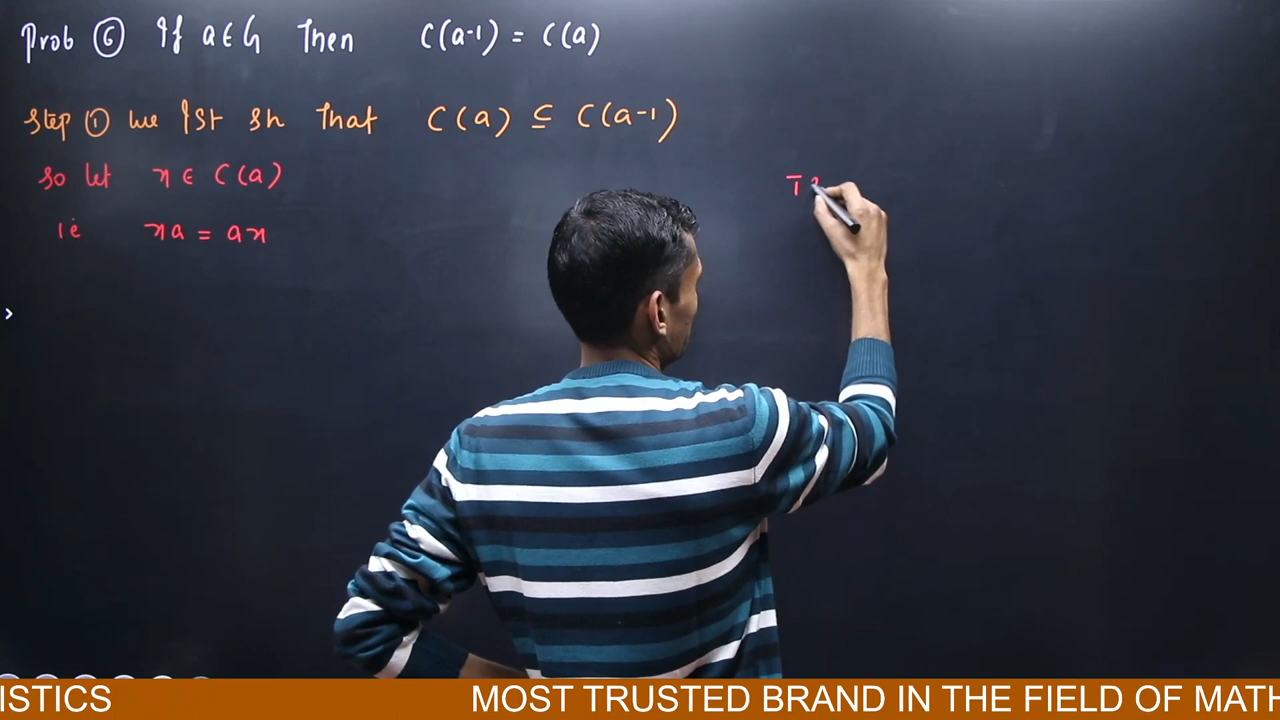 Prob ⑥ If a ∈ G Then C(a-1) = C(a)
Step ① we 1st sh That C(a) ⊆ C(a-1)
so let x ∈ C(a)
ie xa = ax
T
ISTICS MOST TRUSTED BRAND IN THE FIELD OF MATH